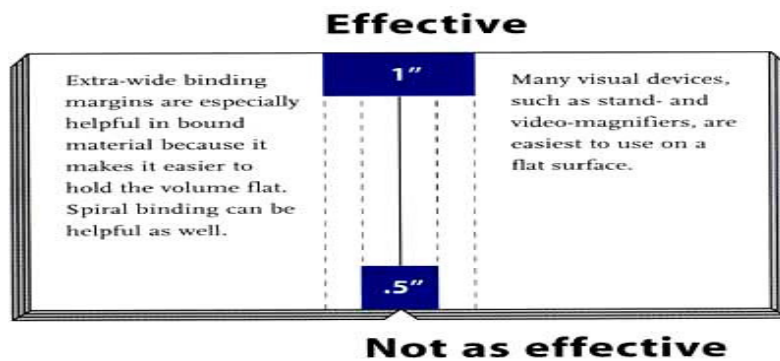 Effective
1"
Extra-wide binding
margins are especially
helpful in bound
material because it
makes it easier to
hold the volume flat.
Spiral binding can be
helpful as well.
Many visual devices,
such as stand- and
video-magnifiers, are
easiest to use on a
flat surface.
.5"
Not as effective